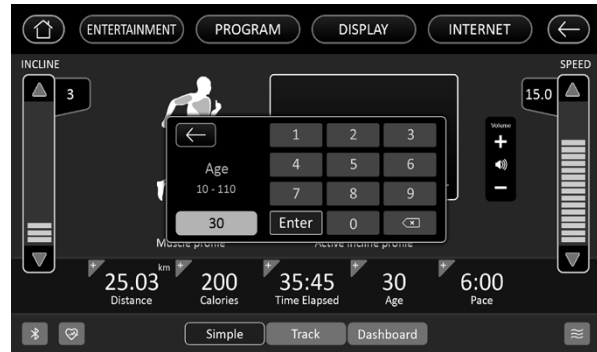 ENTERTAINMENT PROGRAM DISPLAY INTERNET
INCLINE SPEED
3 15.0
Volume
1 2 3
Age
10 - 110
4 5 6
7 8 9
30 Enter 0
Muscle profile Active incline profile
25.03 km 200 35:45 30 6:00
Distance Calories Time Elapsed Age Pace
Simple Track Dashboard